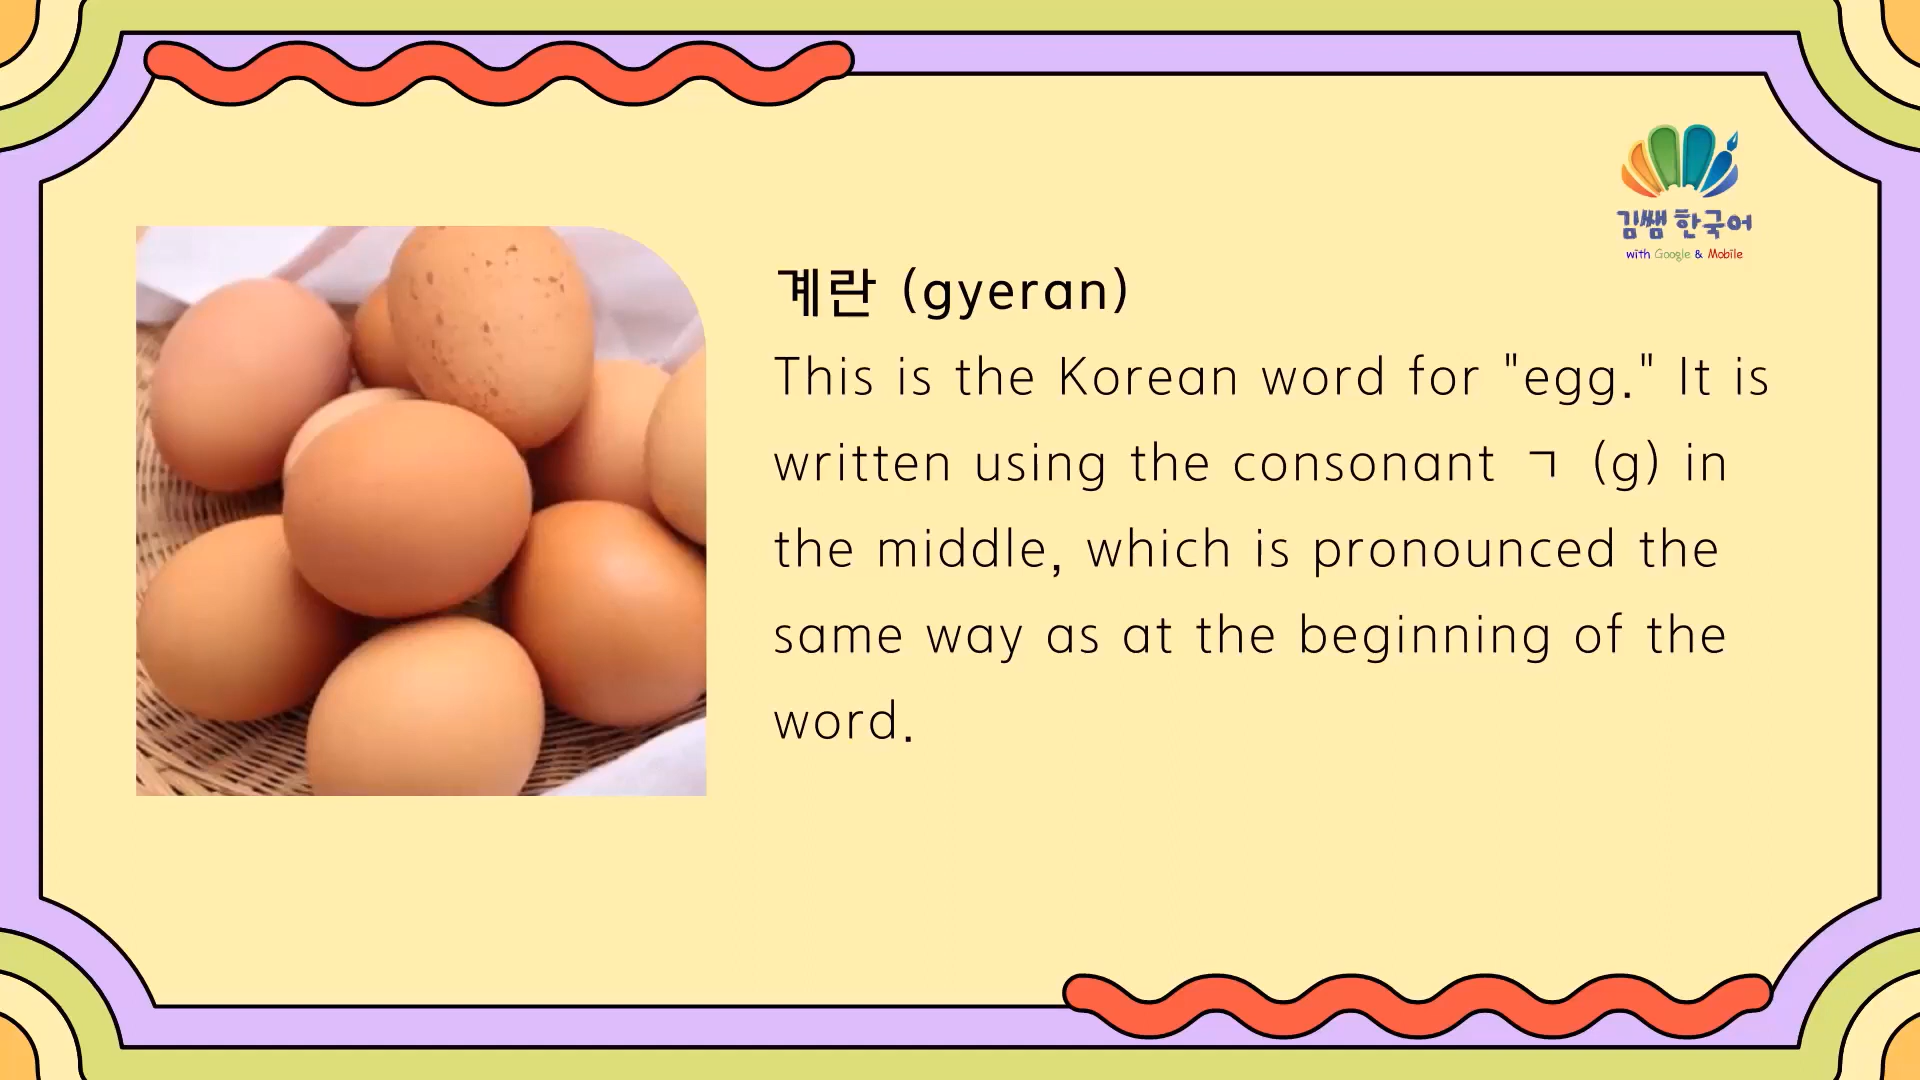 김쌤 한국어
with Google & Mobile
계란 (gyeran)
This is the Korean word for "egg." It is
written using the consonant ㄱ (g) in
the middle, which is pronounced the
same way as at the beginning of the
word.